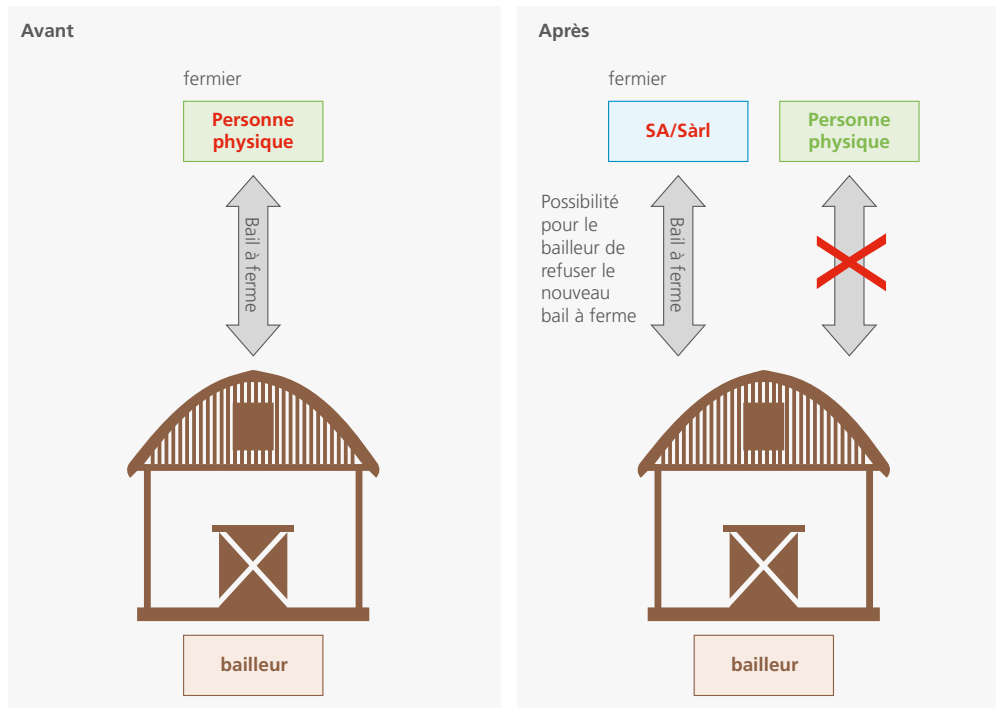 Avant
fermier
Personne
physique
Bail à ferme
bailleur
Après
fermier
SA/Sàrl
Personne
physique
Possibilité
pour le
bailleur de
refuser le
nouveau
bail à ferme
Bail à ferme
bailleur